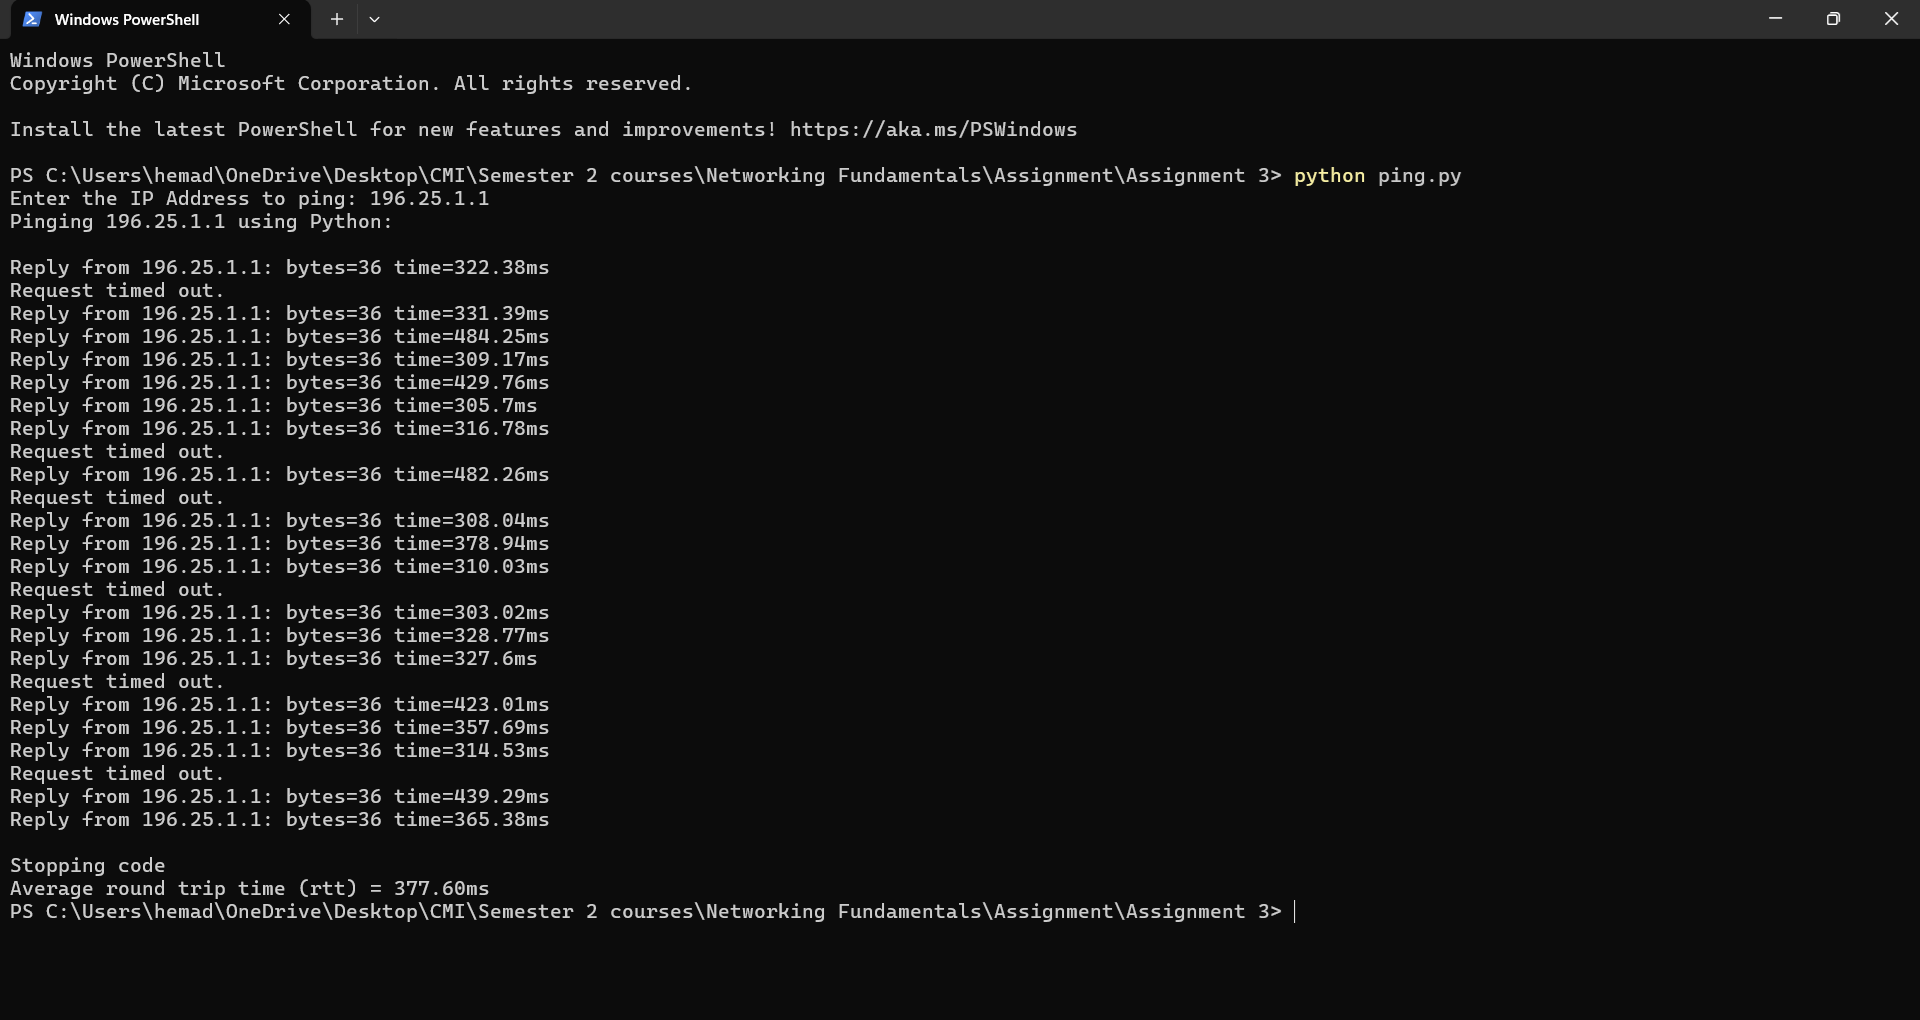 Windows PowerShell
Windows PowerShell
Copyright (C) Microsoft Corporation. All rights reserved.
Install the latest PowerShell for new features and improvements! https://aka.ms/PSWindows
PS C:\Users\hemad\OneDrive\Desktop\CMI\Semester 2 courses\Networking Fundamentals\Assignment\Assignment 3> python ping.py
Enter the IP Address to ping: 196.25.1.1
Pinging 196.25.1.1 using Python:
Reply from 196.25.1.1: bytes=36 time=322.38ms
Request timed out.
Reply from 196.25.1.1: bytes=36 time=331.39ms
Reply from 196.25.1.1: bytes=36 time=484.25ms
Reply from 196.25.1.1: bytes=36 time=309.17ms
Reply from 196.25.1.1: bytes=36 time=429.76ms
Reply from 196.25.1.1: bytes=36 time=305.7ms
Reply from 196.25.1.1: bytes=36 time=316.78ms
Request timed out.
Reply from 196.25.1.1: bytes=36 time=482.26ms
Request timed out.
Reply from 196.25.1.1: bytes=36 time=308.04ms
Reply from 196.25.1.1: bytes=36 time=378.94ms
Reply from 196.25.1.1: bytes=36 time=310.03ms
Request timed out.
Reply from 196.25.1.1: bytes=36 time=303.02ms
Reply from 196.25.1.1: bytes=36 time=328.77ms
Reply from 196.25.1.1: bytes=36 time=327.6ms
Request timed out.
Reply from 196.25.1.1: bytes=36 time=423.01ms
Reply from 196.25.1.1: bytes=36 time=357.69ms
Reply from 196.25.1.1: bytes=36 time=314.53ms
Request timed out.
Reply from 196.25.1.1: bytes=36 time=439.29ms
Reply from 196.25.1.1: bytes=36 time=365.38ms
Stopping code
Average round trip time (rtt) = 377.60ms
PS C:\Users\hemad\OneDrive\Desktop\CMI\Semester 2 courses\Networking Fundamentals\Assignment\Assignment 3>